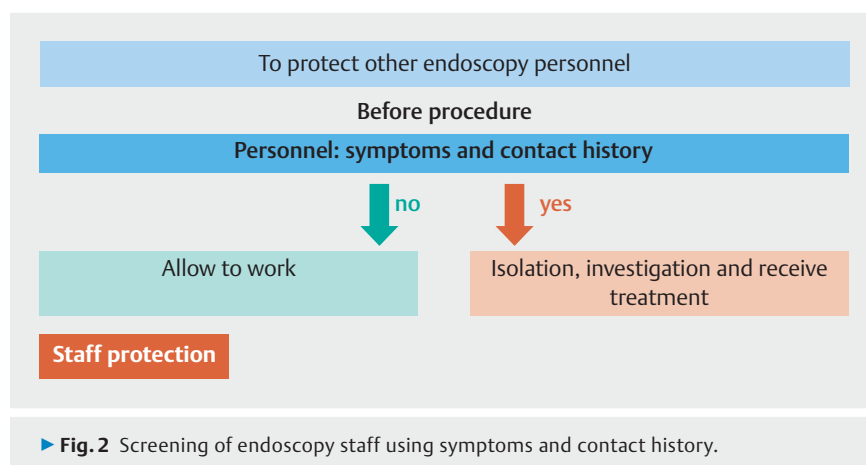 To protect other endoscopy personnel
Before procedure
Personnel: symptoms and contact history
no
yes
Allow to work
Isolation, investigation and receive
treatment
Staff protection
▶ Fig. 2 Screening of endoscopy staff using symptoms and contact history.